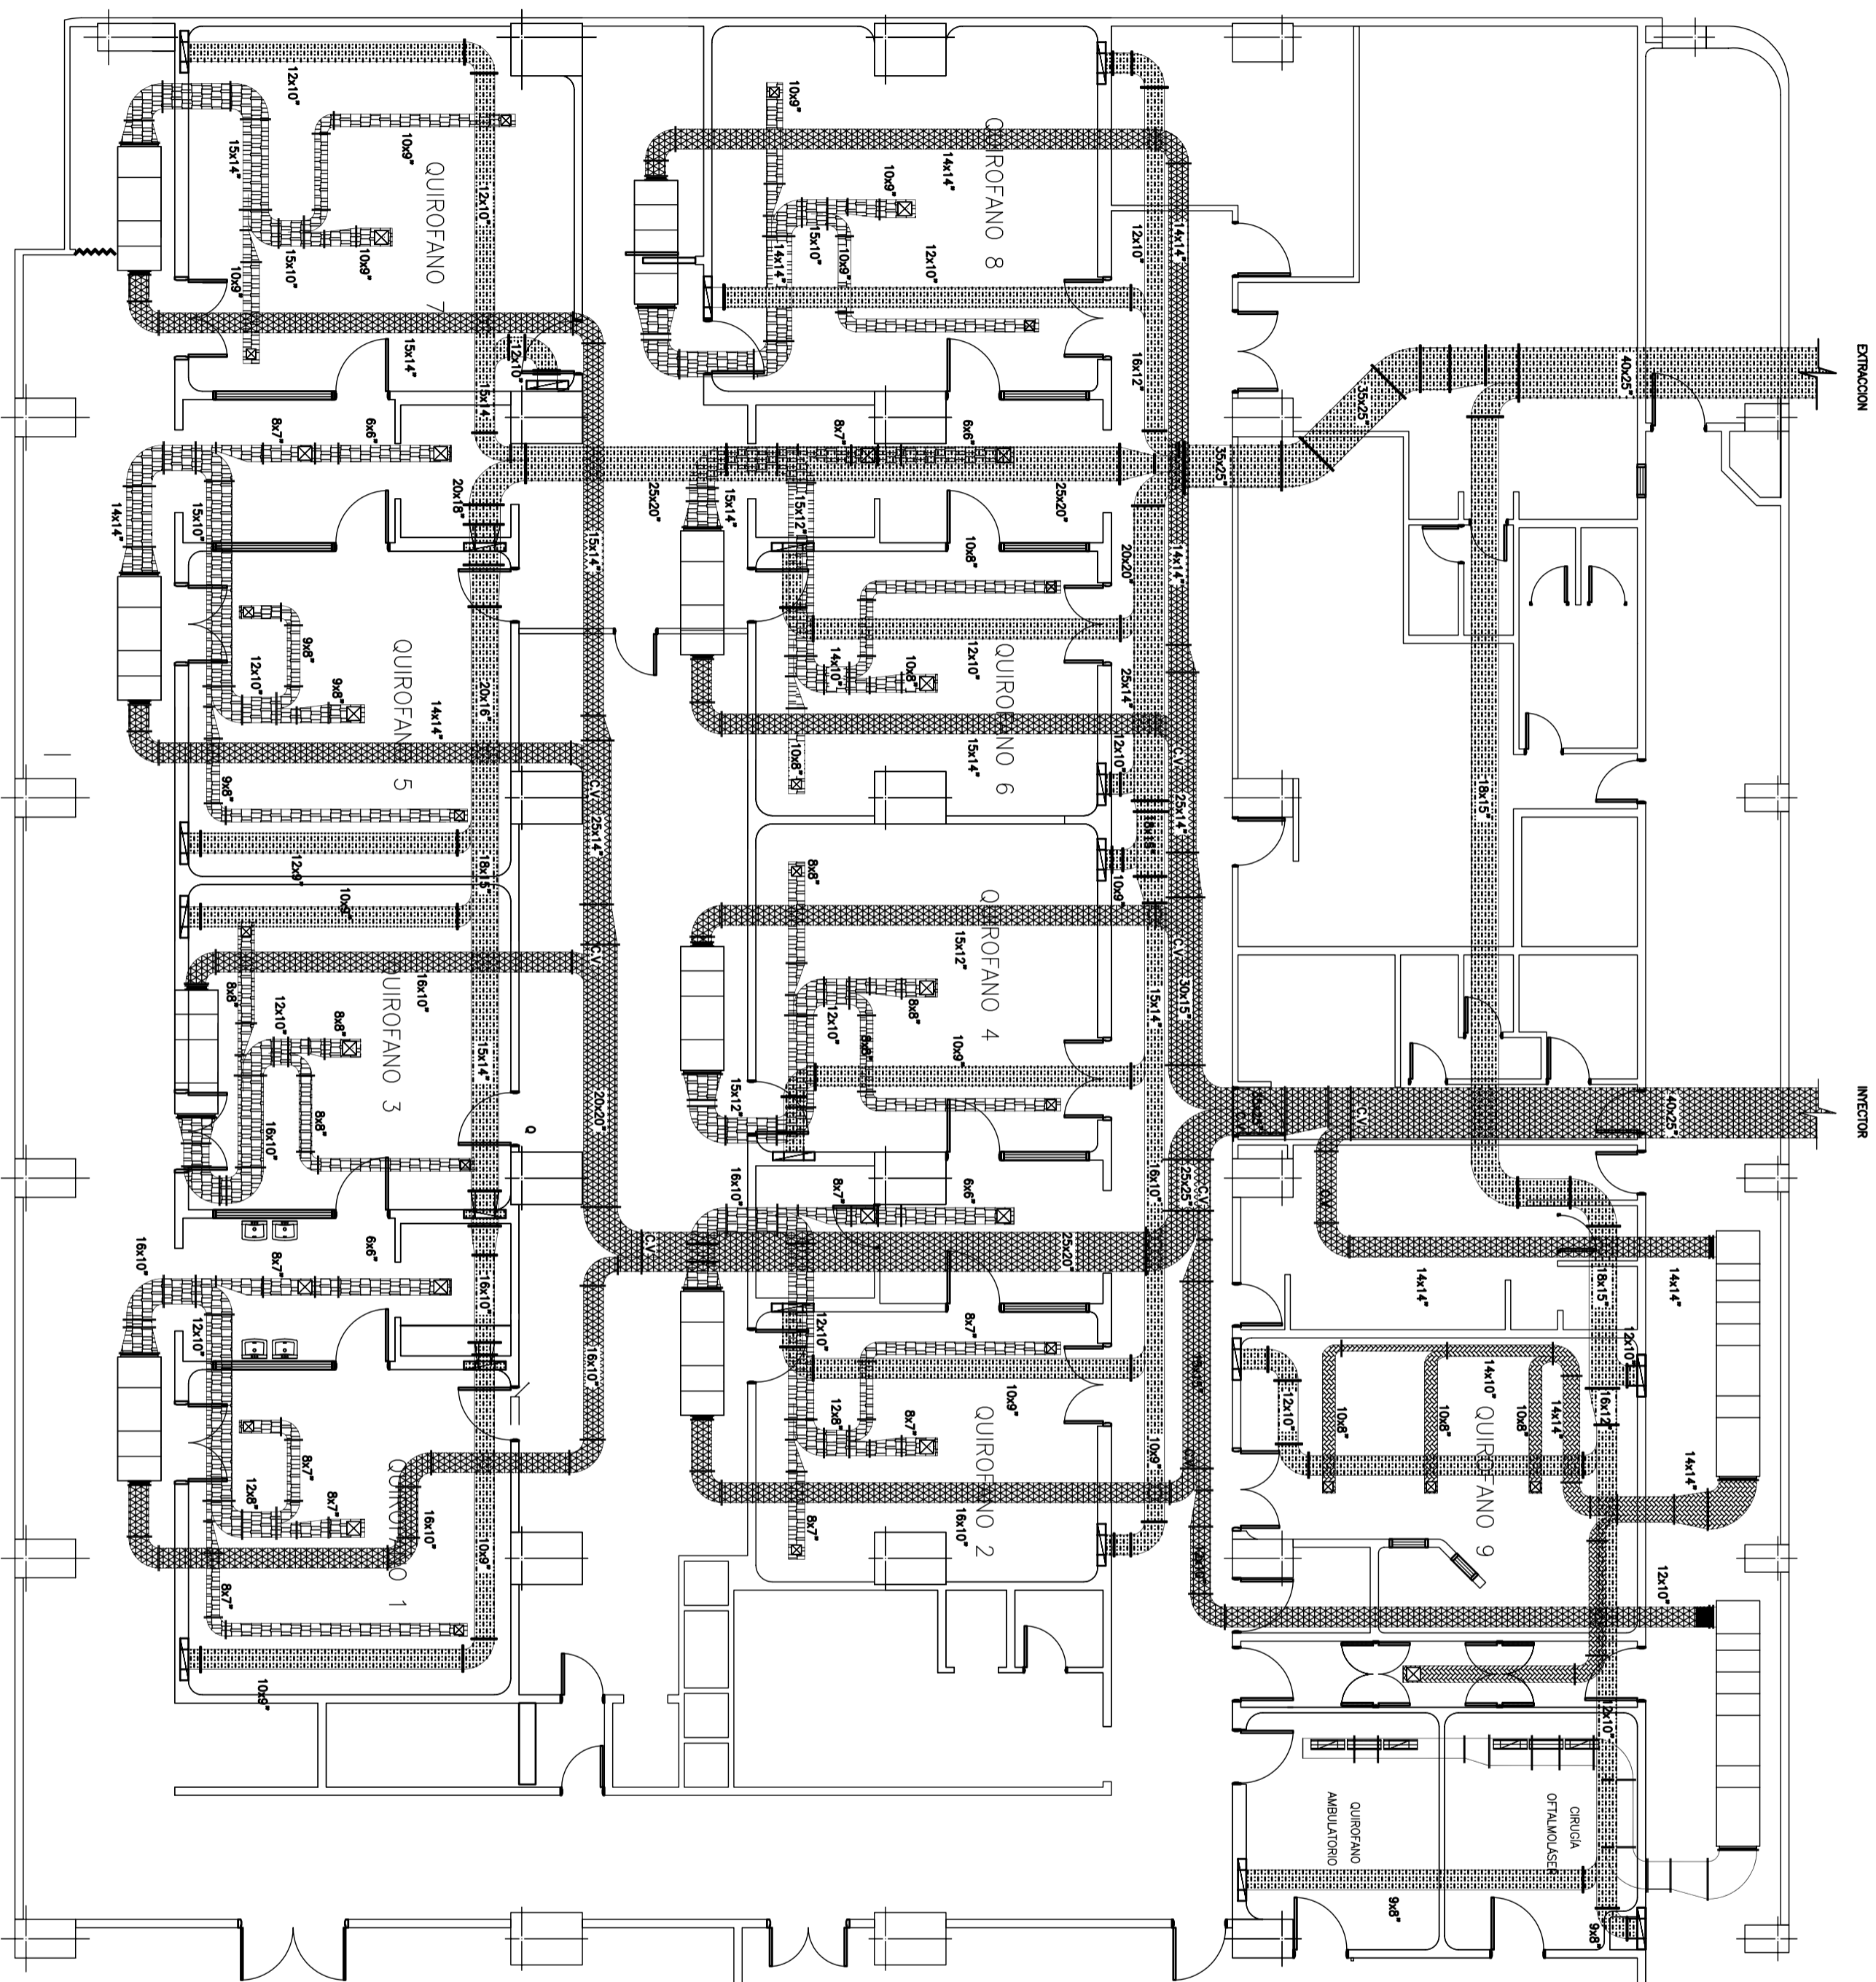 EXTRACCION
INYECTOR
40x25"
35x25"
35x25"
18x15"
40x25"
C.V.
14x14"
14x14"
18x15"
12x10"
16x12"
14x10"
14x14"
14x14"
10x8"
10x8"
10x8"
12x10"
QUIROFANO 9
12x10"
12x10"
CIRUGÍA
OFTALMOLÁSER
QUIROFANO
AMBULATORIO
9x8"
9x8"
QUIROFANO 8
10x9"
14x14"
10x9"
15x10"
14x14"
10x9"
12x10"
12x10"
14x14"
16x12"
8x7"
6x6"
25x20"
25x20"
15x14"
15x12"
10x8"
20x20"
14x14"
12x10"
14x10"
10x8"
QUIROFANO 6
25x14"
12x10"
15x14"
10x8"
C.V.
25x14"
10x9"
8x8"
QUIROFANO 4
15x12"
C.V.
30x15"
8x8"
12x10"
15x14"
10x9"
15x12"
16x10"
25x25"
C.V.
16x10"
8x7"
6x6"
25x20"
C.V.
12x10"
8x7"
10x9"
12x8"
8x7"
QUIROFANO 2
10x9"
16x10"
8x7"
12x10"
15x14"
10x9"
QUIROFANO 7
12x10"
15x10"
10x9"
10x9"
15x14"
12x10"
15x14"
8x7"
6x6"
20x18"
14x14"
15x10"
15x14"
9x8"
12x10"
9x8"
QUIROFANO 5
20x16"
14x14"
9x8"
C.V.
25x14"
12x9"
18x15"
10x9"
C.V.
16x10"
8x8"
12x10"
8x8"
QUIROFANO 3
15x14"
16x10"
8x8"
20x20"
Q
16x10"
8x7"
6x6"
16x10"
12x10"
16x10"
8x7"
12x8"
8x7"
QUIROFANO 1
16x10"
10x9"
8x7"
10x9"